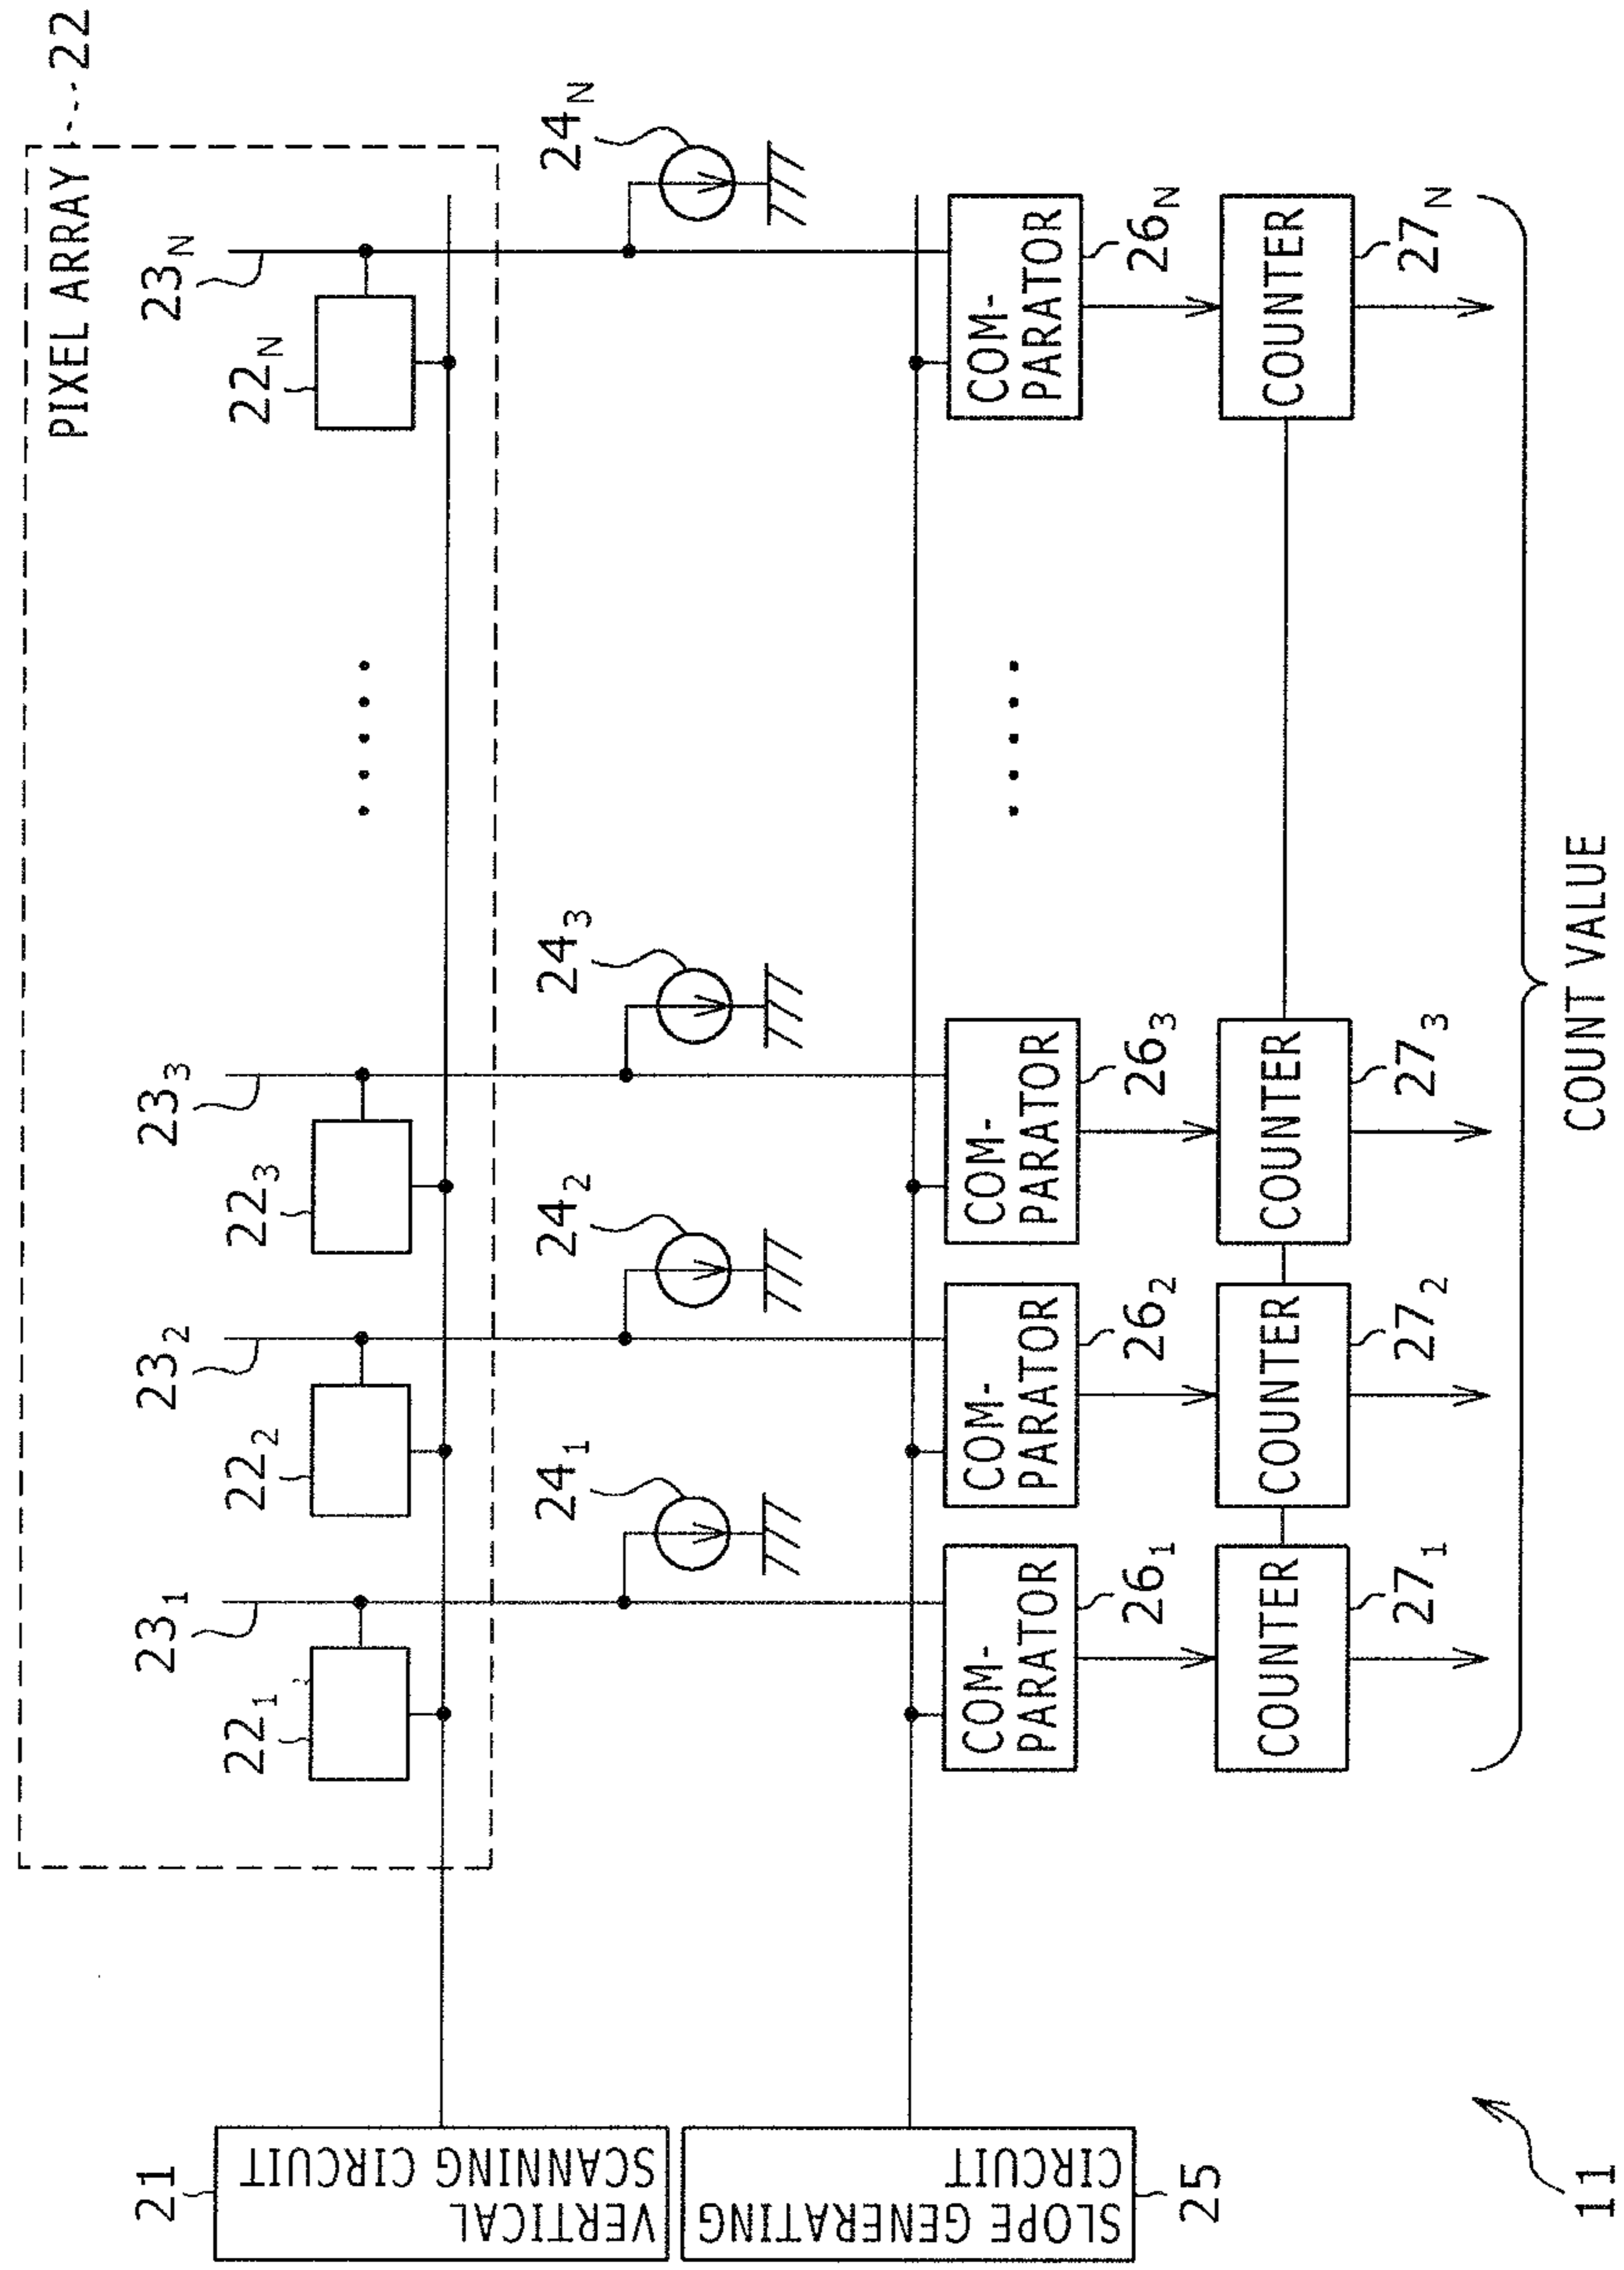 PIXEL ARRAY 22
23₁ 23₂ 23₃ 23N
22₁ 22₂ 22₃ 22N
24₁ 24₂ 24₃ 24N
21
VERTICAL
SCANNING CIRCUIT
SLOPE GENERATING
CIRCUIT
25
COM-
PARATOR
26₁
COM-
PARATOR
26₂
COM-
PARATOR
26₃
COM-
PARATOR
26N
COUNTER
27₁
COUNTER
27₂
COUNTER
27₃
COUNTER
27N
COUNT VALUE
11